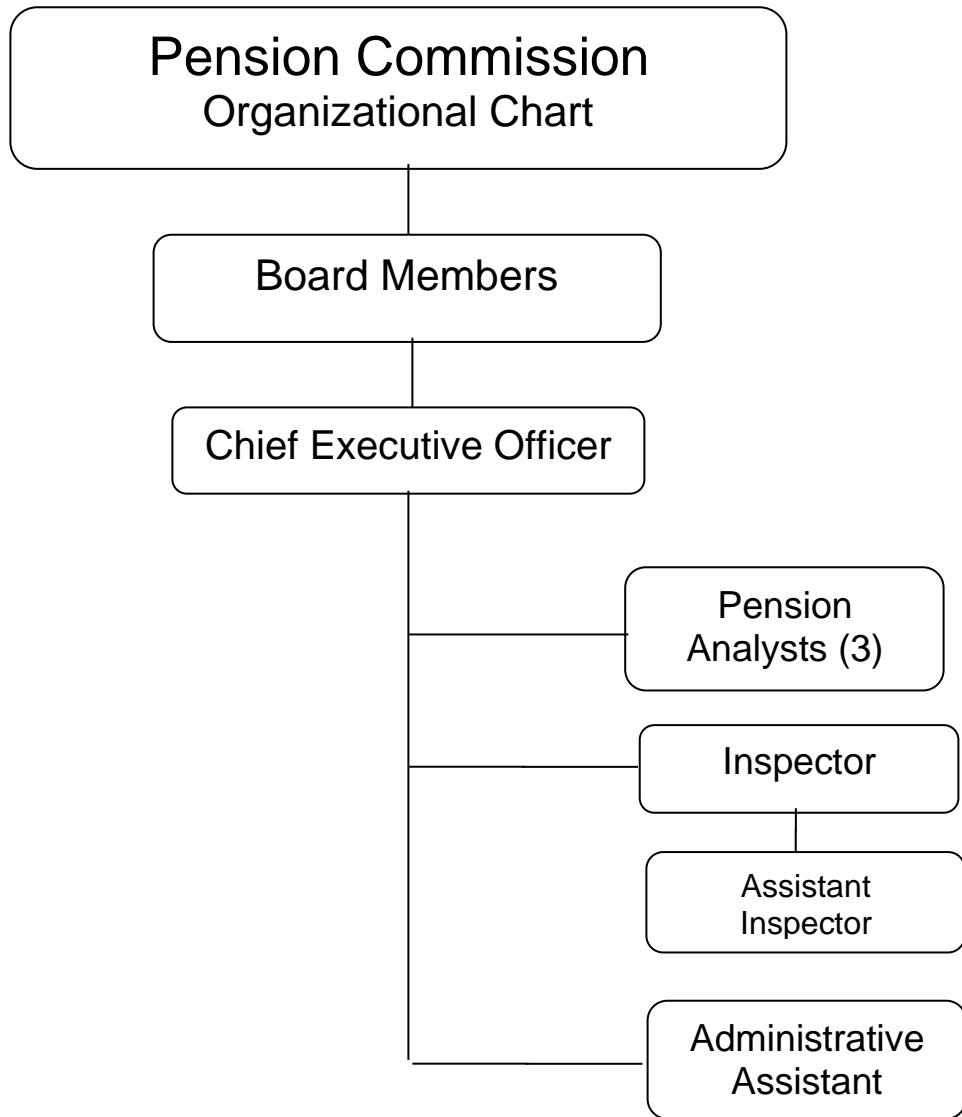 Pension Commission
Organizational Chart
Board Members
Chief Executive Officer
Pension
Analysts (3)
Inspector
Assistant
Inspector
Administrative
Assistant